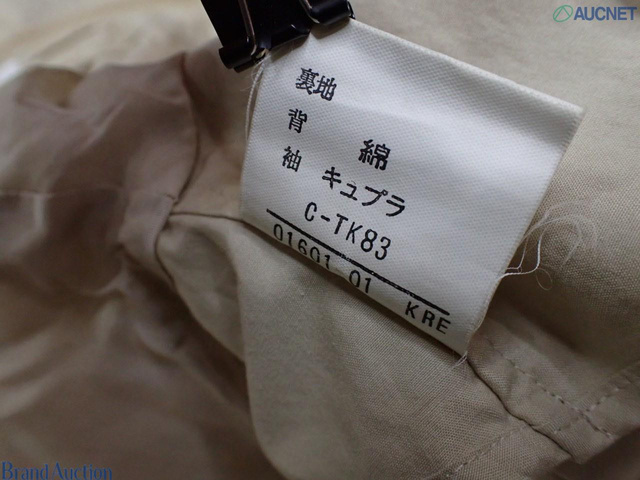 AUCNET
裏地
背 綿
袖 キュプラ
C-TK83
01601 01 KRE
Brand Auction